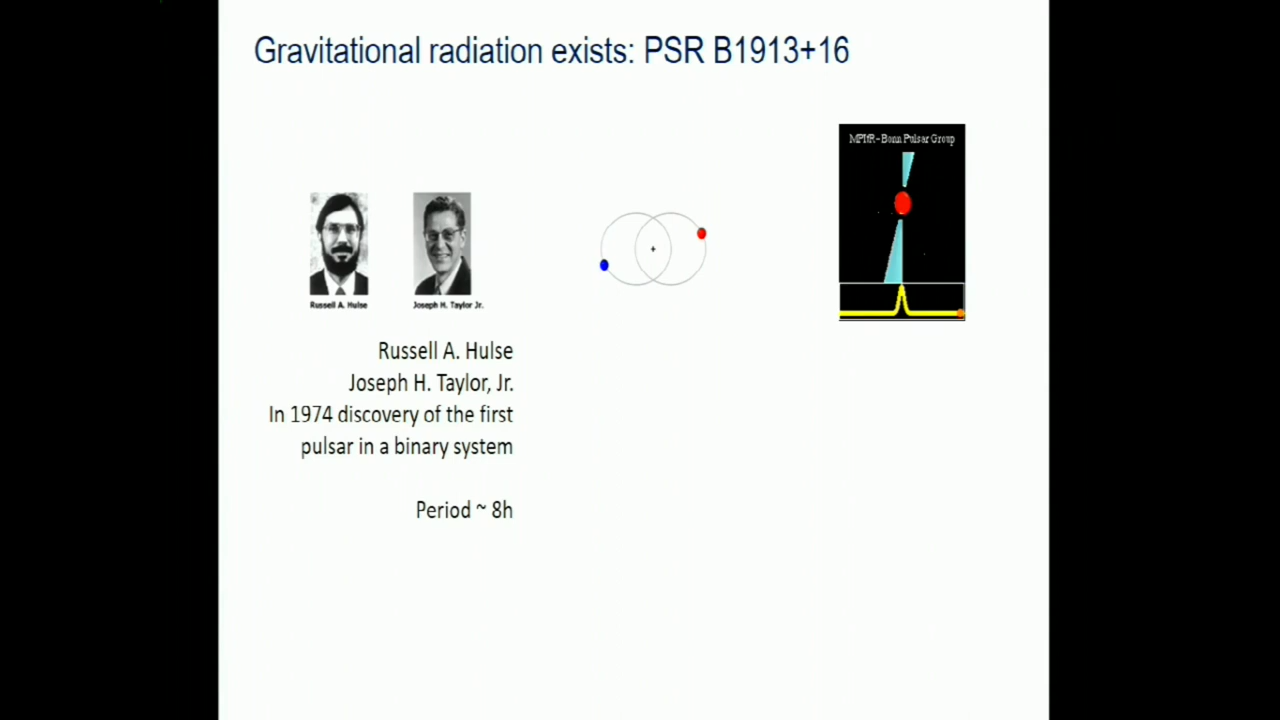 Gravitational radiation exists: PSR B1913+16
MPIfR-Bonn Pulsar Group
Russell A. Hulse
Joseph H. Taylor Jr.
Russell A. Hulse
Joseph H. Taylor, Jr.
In 1974 discovery of the first
pulsar in a binary system
Period ~ 8h